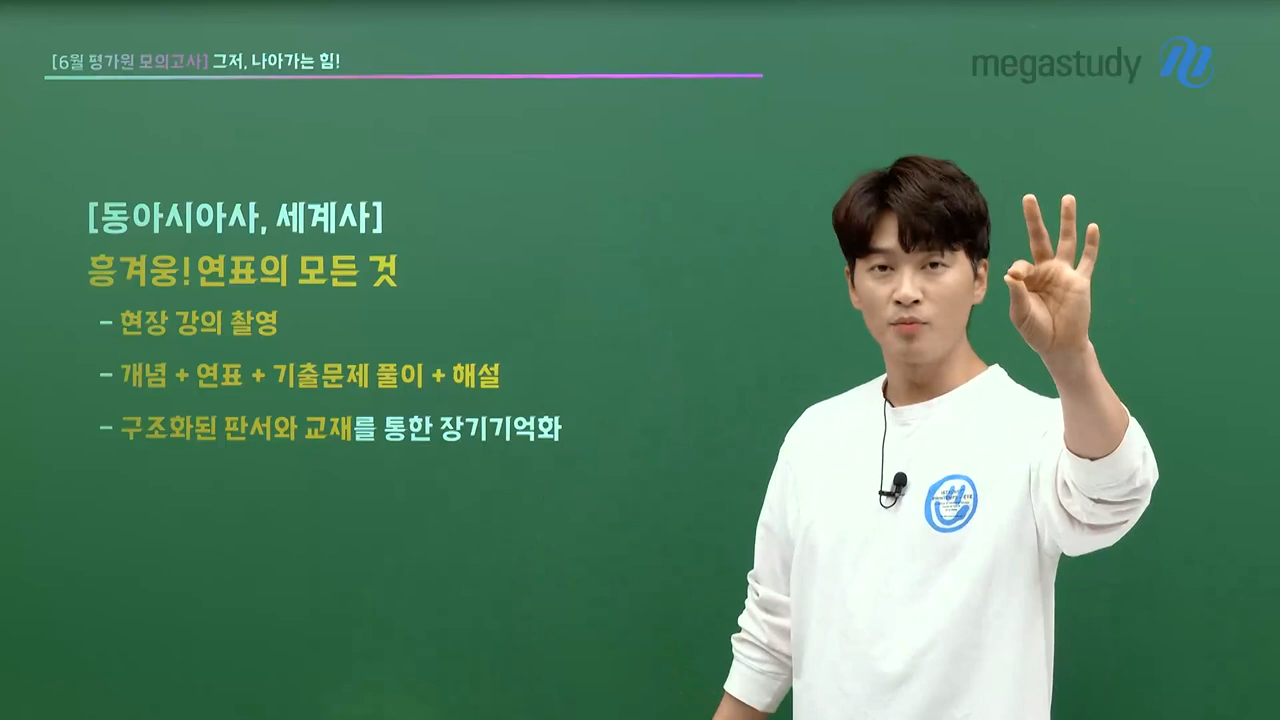 [6월 평가원 모의고사] 그저, 나아가는 힘!
megastudy
[동아시아사, 세계사]
흥겨웅! 연표의 모든 것
- 현장 강의 촬영
- 개념 + 연표 + 기출문제 풀이 + 해설
- 구조화된 판서와 교재를 통한 장기기억화